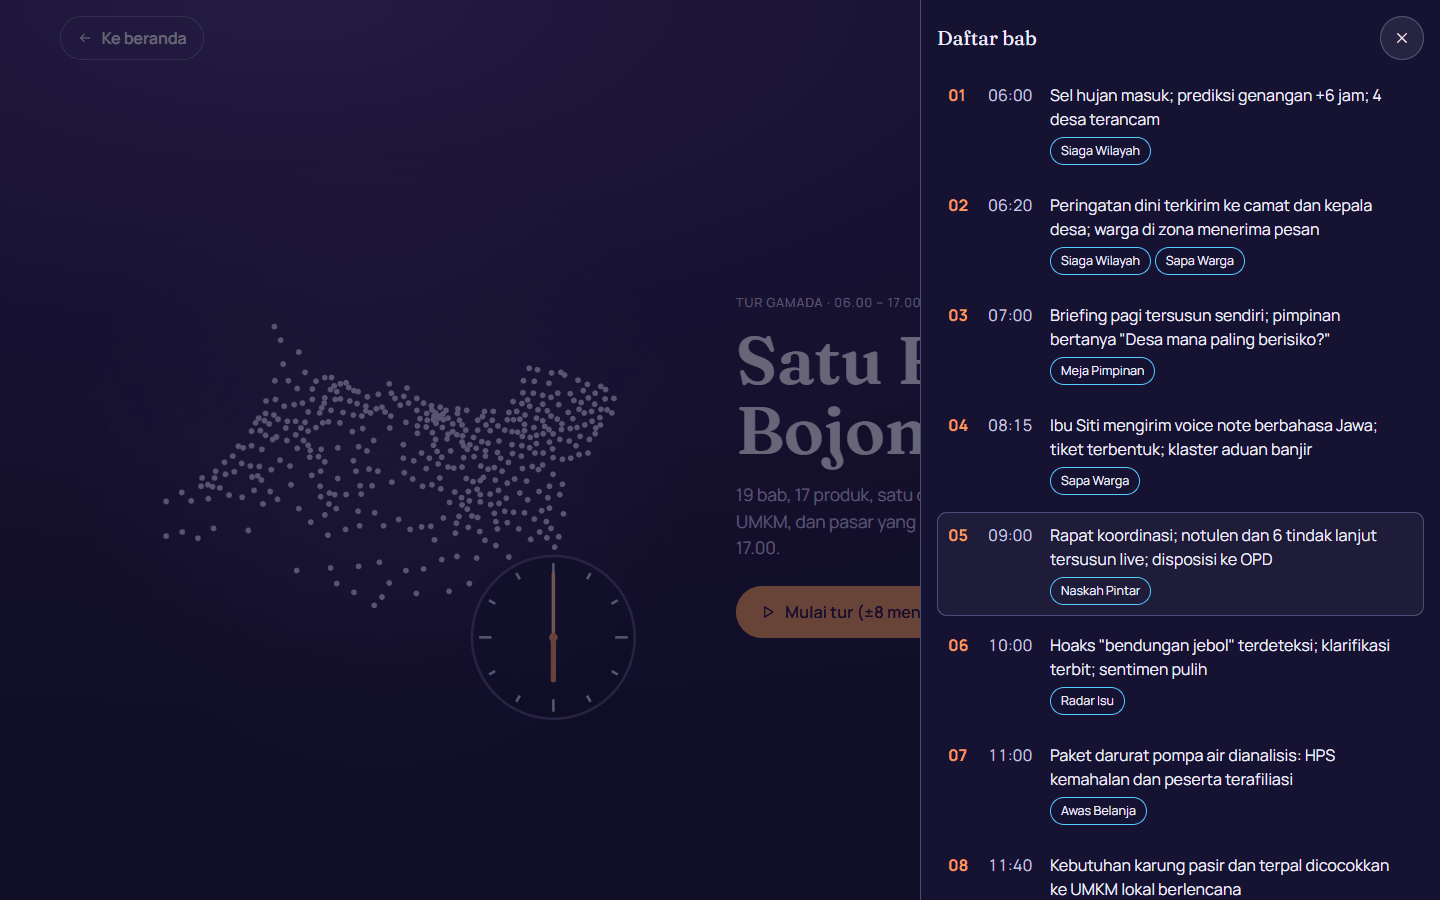 Ke beranda
TUR GAMADA · 06.00 – 17.00
Satu
Bojon
19 bab, 17 produk, satu
UMKM, dan pasar yang
17.00.
Mulai tur (±8 men
Daftar bab
01 06:00 Sel hujan masuk; prediksi genangan +6 jam; 4
desa terancam
Siaga Wilayah
02 06:20 Peringatan dini terkirim ke camat dan kepala
desa; warga di zona menerima pesan
Siaga Wilayah Sapa Warga
03 07:00 Briefing pagi tersusun sendiri; pimpinan
bertanya "Desa mana paling berisiko?"
Meja Pimpinan
04 08:15 Ibu Siti mengirim voice note berbahasa Jawa;
tiket terbentuk; klaster aduan banjir
Sapa Warga
05 09:00 Rapat koordinasi; notulen dan 6 tindak lanjut
tersusun live; disposisi ke OPD
Naskah Pintar
06 10:00 Hoaks "bendungan jebol" terdeteksi; klarifikasi
terbit; sentimen pulih
Radar Isu
07 11:00 Paket darurat pompa air dianalisis: HPS
kemahalan dan peserta terafiliasi
Awas Belanja
08 11:40 Kebutuhan karung pasir dan terpal dicocokkan
ke UMKM lokal berlencana